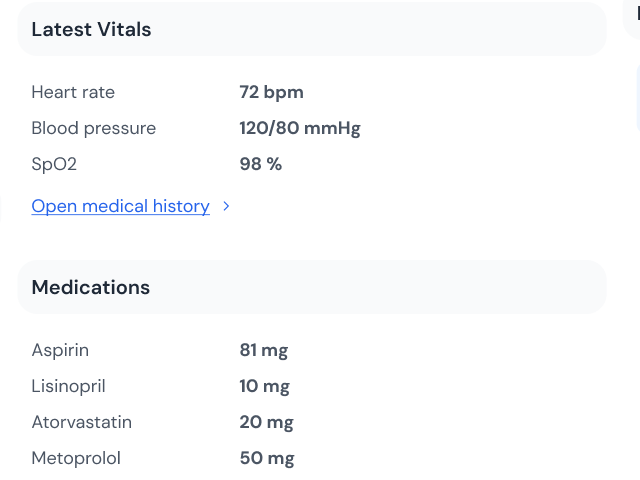 Latest Vitals
Heart rate 72 bpm
Blood pressure 120/80 mmHg
SpO2 98 %
Open medical history
Medications
Aspirin 81 mg
Lisinopril 10 mg
Atorvastatin 20 mg
Metoprolol 50 mg